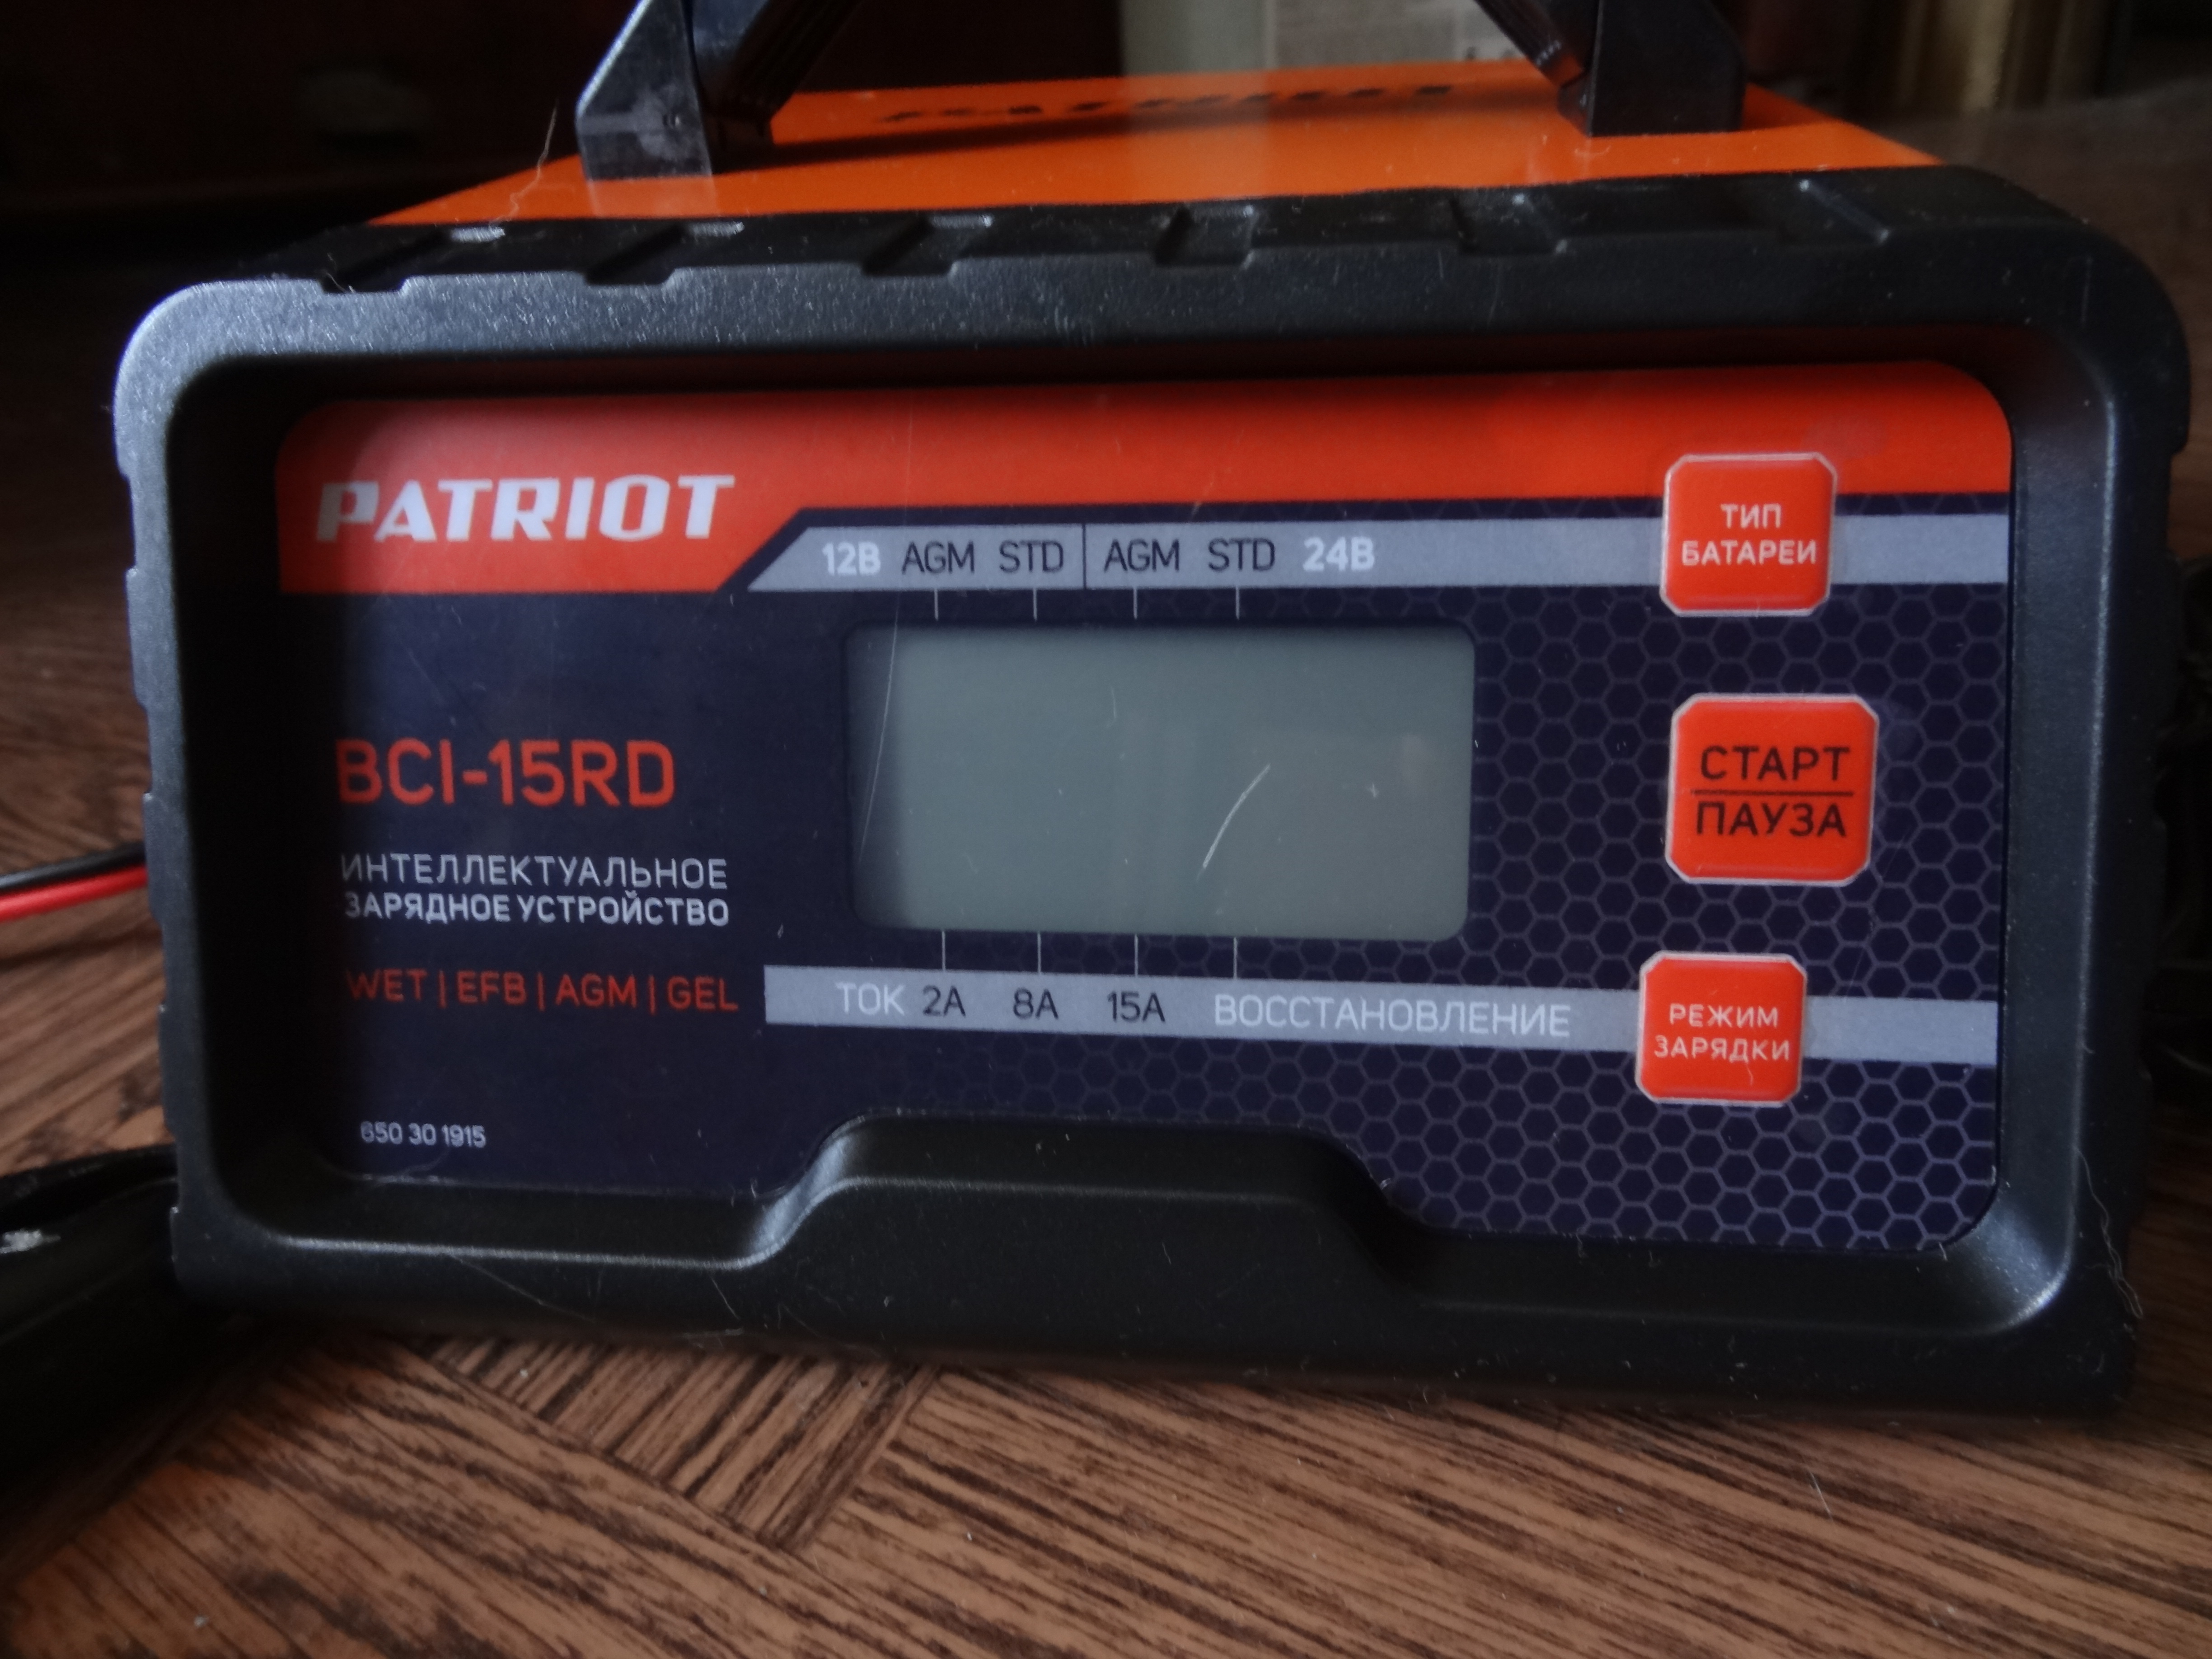 PATRIOT
12В AGM STD AGM STD 24В
ТИП
БАТАРЕИ
BCI-15RD
СТАРТ
ПАУЗА
ИНТЕЛЛЕКТУАЛЬНОЕ
ЗАРЯДНОЕ УСТРОЙСТВО
WET | EFB | AGM | GEL
ТОК 2А 8А 15А ВОССТАНОВЛЕНИЕ
РЕЖИМ
ЗАРЯДКИ
650 30 1915